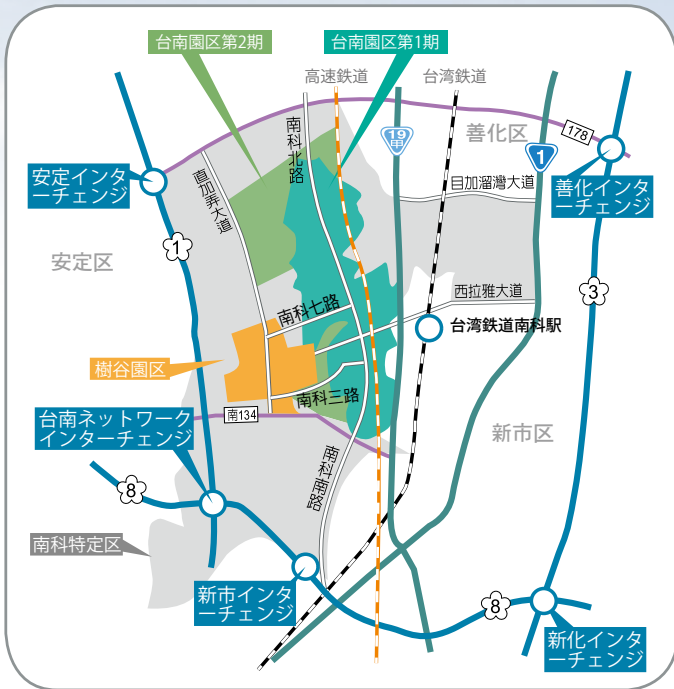 台南園区第2期
台南園区第1期
高速鉄道
台湾鉄道
19
甲
善化区
178
1
南科北路
直加弄大道
安定インタ
ーチェンジ
目加溜灣大道
善化インタ
ーチェンジ
1
安定区
西拉雅大道
3
南科七路
台湾鉄道南科駅
樹谷園区
南科三路
台南ネットワーク
インターチェンジ
南134
新市区
南科南路
8
南科特定区
新市インタ
ーチェンジ
8
新化インタ
ーチェンジ